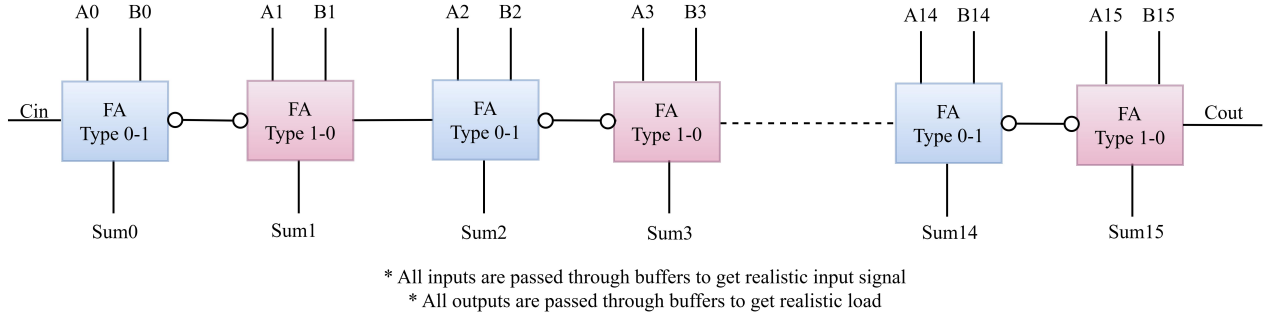 A0 B0 A1 B1 A2 B2 A3 B3 A14 B14 A15 B15
Cin
FA
Type 0-1
FA
Type 1-0
FA
Type 0-1
FA
Type 1-0
FA
Type 0-1
FA
Type 1-0
Cout
Sum0 Sum1 Sum2 Sum3 Sum14 Sum15
* All inputs are passed through buffers to get realistic input signal
* All outputs are passed through buffers to get realistic load